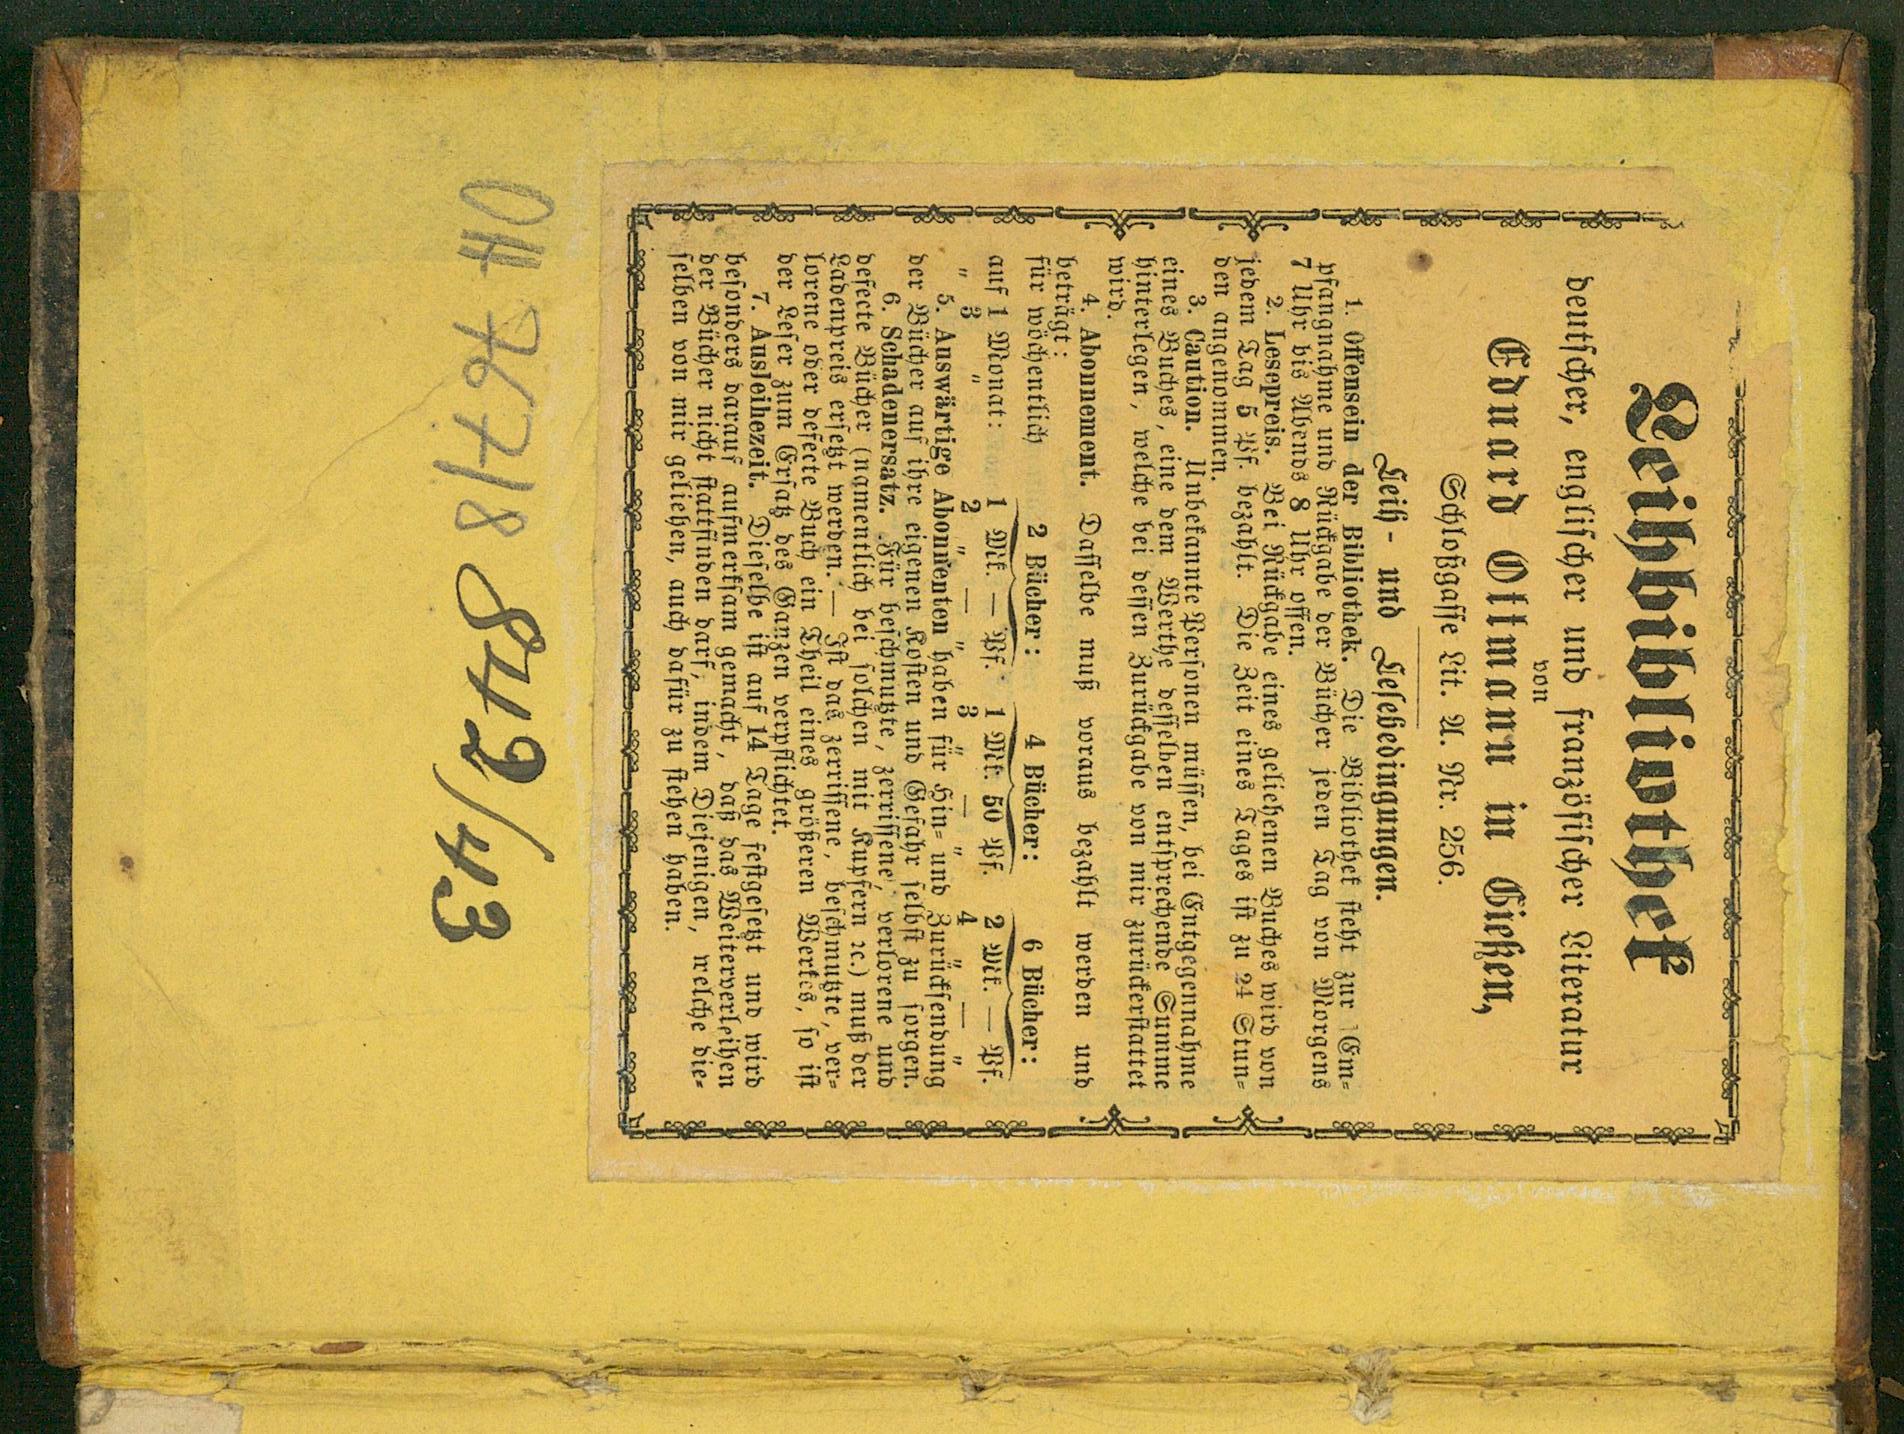 Leihbibliothek
deutscher, englischer und französischer Literatur
von
Eduard Ottmann in Gießen,
Schloßgasse Lit. A. Nr. 256.
Leih- und Lesebedingungen.
1. Offensein der Bibliothek. Die Bibliothek steht zur Em-
pfangnahme und Rückgabe der Bücher jeden Tag von Morgens
7 Uhr bis Abends 8 Uhr offen.
2. Lesepreis. Bei Rückgabe eines geliehenen Buches wird von
jedem Tag 5 Pf. bezahlt. Die Zeit eines Tages ist zu 24 Stun-
den angenommen.
3. Caution. Unbekannte Personen müssen, bei Entgegennahme
eines Buches, eine dem Werthe desselben entsprechende Summe
hinterlegen, welche bei dessen Zurückgabe von mir zurückerstattet
wird.
4. Abonnement. Dasselbe muß voraus bezahlt werden und
beträgt:
für wöchentlich 2 Bücher: 4 Bücher: 6 Bücher:
auf 1 Monat: 1 Mk. — Pf. 1 Mk. 50 Pf. 2 Mk. — Pf.
„ 3 „ 2 „ — „ 3 „ — „ 4 „ — „
5. Auswärtige Abonnenten haben für Hin- und Zurücksendung
der Bücher auf ihre eigenen Kosten und Gefahr selbst zu sorgen.
6. Schadenersatz. Für beschmutzte, zerrissene, verlorene und
defecte Bücher (namentlich bei solchen mit Kupfern ꝛc.) muß der
Ladenpreis ersetzt werden. — Ist das zerrissene, beschmutzte, ver-
lorene oder defecte Buch ein Theil eines größeren Werkes, so ist
der Leser zum Ersatz des Ganzen verpflichtet.
7. Ausleihezeit. Dieselbe ist auf 14 Tage festgesetzt und wird
besonders darauf aufmerksam gemacht, daß das Weiterverleihen
der Bücher nicht stattfinden darf, indem Diejenigen, welche die-
selben von mir geliehen, auch dafür zu stehen haben.